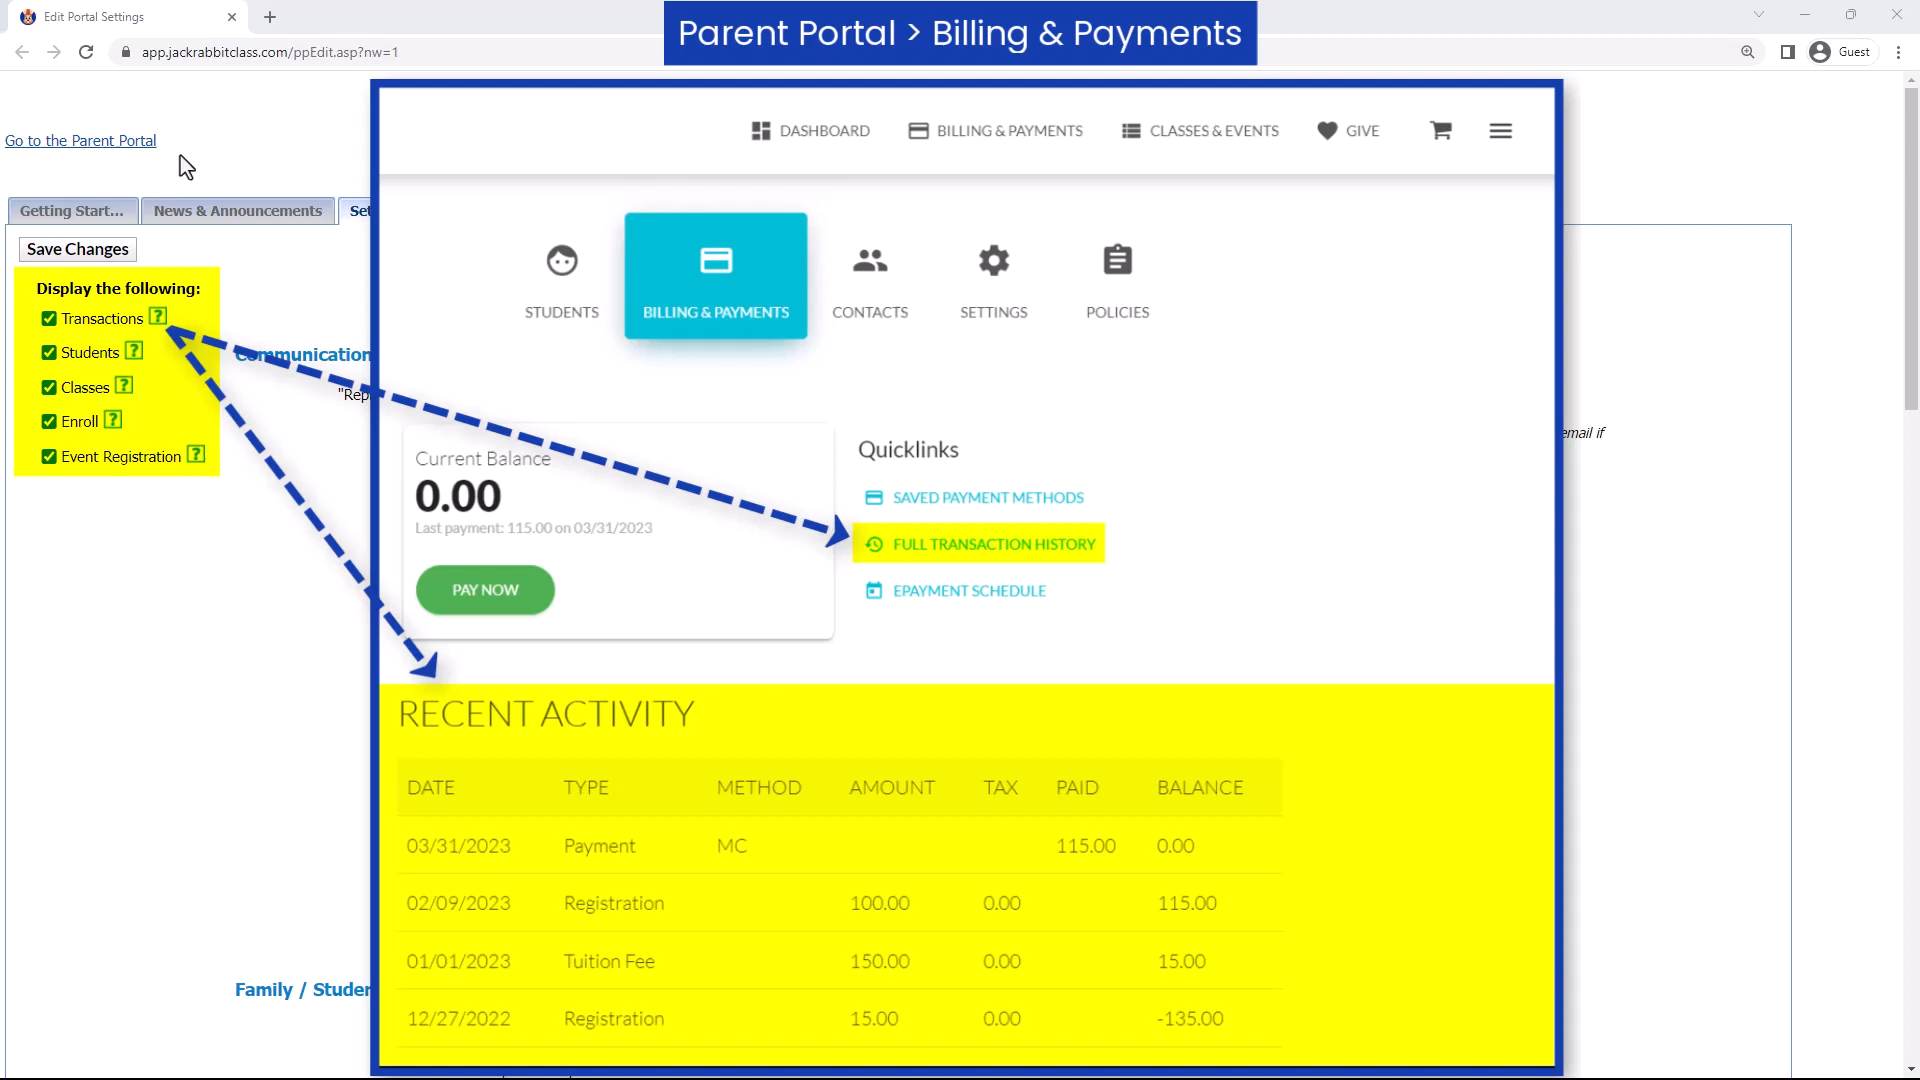 Edit Portal Settings
Parent Portal > Billing & Payments
app.jackrabbitclass.com/ppEdit.asp?nw=1
Guest
Go to the Parent Portal
DASHBOARD
BILLING & PAYMENTS
CLASSES & EVENTS
GIVE
Getting Start...
News & Announcements
Set
Save Changes
Display the following:
Transactions ?
Students ?
Classes ?
Enroll ?
Event Registration ?
Communication
"Rep
email if
Family / Studen
STUDENTS
BILLING & PAYMENTS
CONTACTS
SETTINGS
POLICIES
Current Balance
0.00
Last payment: 115.00 on 03/31/2023
PAY NOW
Quicklinks
SAVED PAYMENT METHODS
FULL TRANSACTION HISTORY
EPAYMENT SCHEDULE
RECENT ACTIVITY
DATE TYPE METHOD AMOUNT TAX PAID BALANCE
03/31/2023 Payment MC 115.00 0.00
02/09/2023 Registration 100.00 0.00 115.00
01/01/2023 Tuition Fee 150.00 0.00 15.00
12/27/2022 Registration 15.00 0.00 -135.00